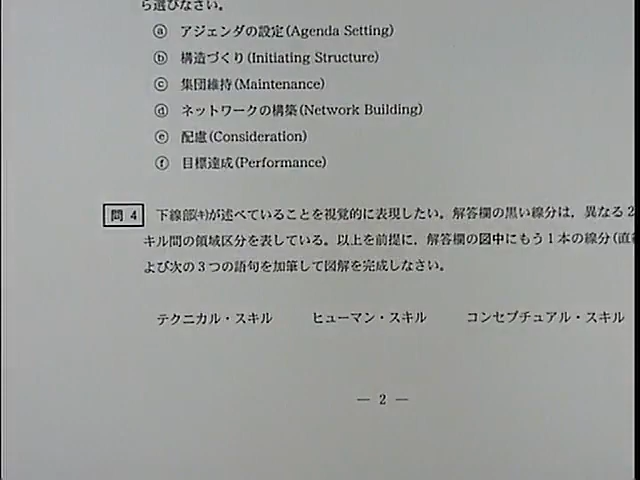 ら選びなさい。
ⓐ アジェンダの設定(Agenda Setting)
ⓑ 構造づくり(Initiating Structure)
ⓒ 集団維持(Maintenance)
ⓓ ネットワークの構築(Network Building)
ⓔ 配慮(Consideration)
ⓕ 目標達成(Performance)
問 4 下線部(キ)が述べていることを視覚的に表現したい。解答欄の黒い線分は，異なる2
キル間の領域区分を表している。以上を前提に，解答欄の図中にもう1本の線分(直線
よび次の3つの語句を加筆して図解を完成しなさい。
テクニカル・スキル ヒューマン・スキル コンセプチュアル・スキル
— 2 —